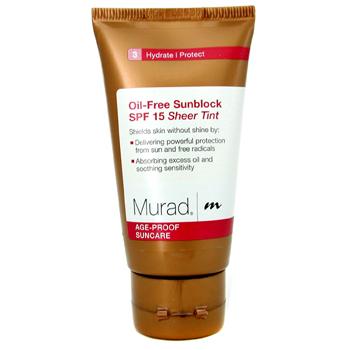 3 Hydrate | Protect
Oil-Free Sunblock
SPF 15 Sheer Tint
Shields skin without shine by:
▪ Delivering powerful protection
from sun and free radicals
▪ Absorbing excess oil and
soothing sensitivity
Murad® | m
AGE-PROOF
SUNCARE